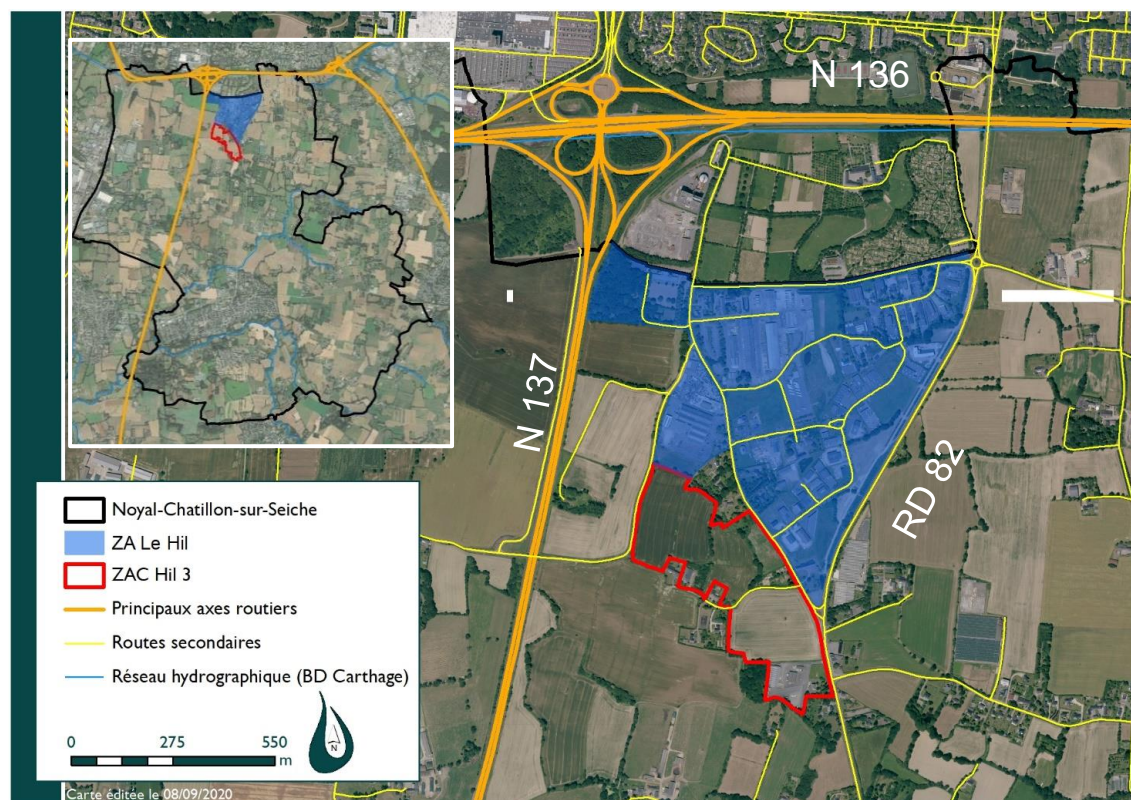 N 136
N 137
RD 82
Noyal-Chatillon-sur-Seiche
ZA Le Hil
ZAC Hil 3
Principaux axes routiers
Routes secondaires
Réseau hydrographique (BD Carthage)
0 275 550
m
N
Carte éditée le 08/09/2020